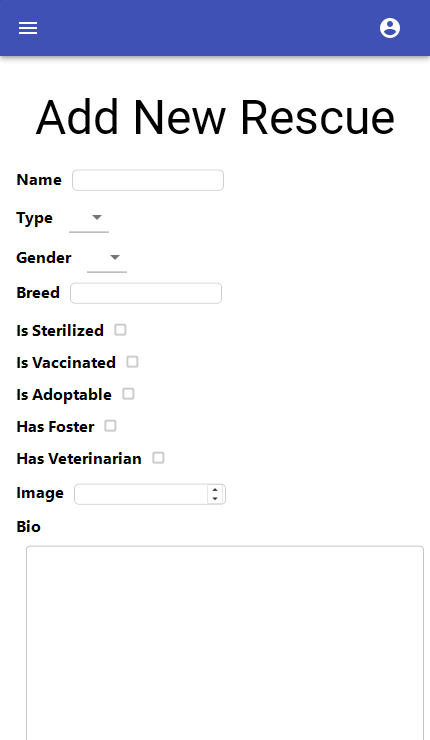 Add New Rescue
Name
Type
Gender
Breed
Is Sterilized
Is Vaccinated
Is Adoptable
Has Foster
Has Veterinarian
Image
Bio